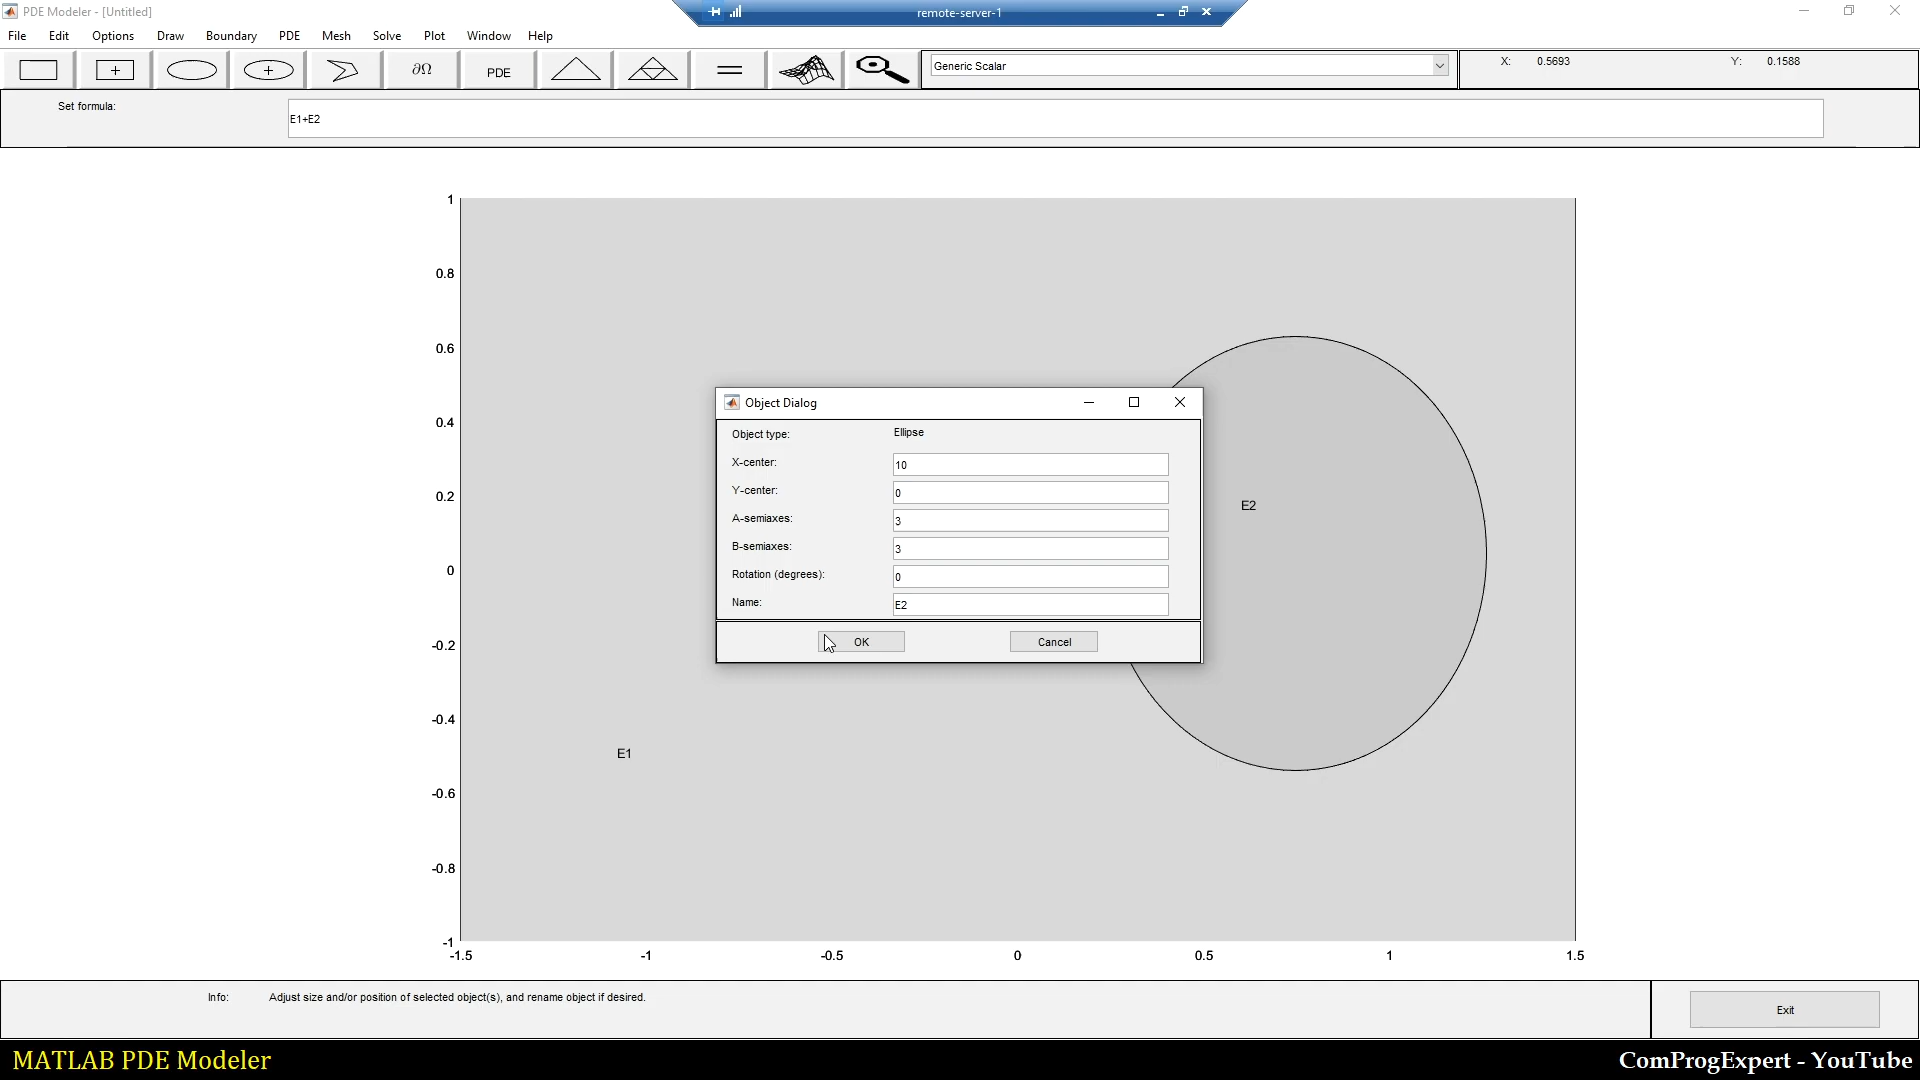 PDE Modeler - [Untitled]
remote-server-1
File Edit Options Draw Boundary PDE Mesh Solve Plot Window Help
∂Ω PDE Generic Scalar X: 0.5693 Y: 0.1588
Set formula: E1+E2
1
0.8
0.6
0.4
0.2
0
-0.2
-0.4
-0.6
-0.8
-1
-1.5 -1 -0.5 0 0.5 1 1.5
E1
E2
Object Dialog
Object type: Ellipse
X-center: 10
Y-center: 0
A-semiaxes: 3
B-semiaxes: 3
Rotation (degrees): 0
Name: E2
OK Cancel
Info: Adjust size and/or position of selected object(s), and rename object if desired.
Exit
MATLAB PDE Modeler
ComProgExpert - YouTube